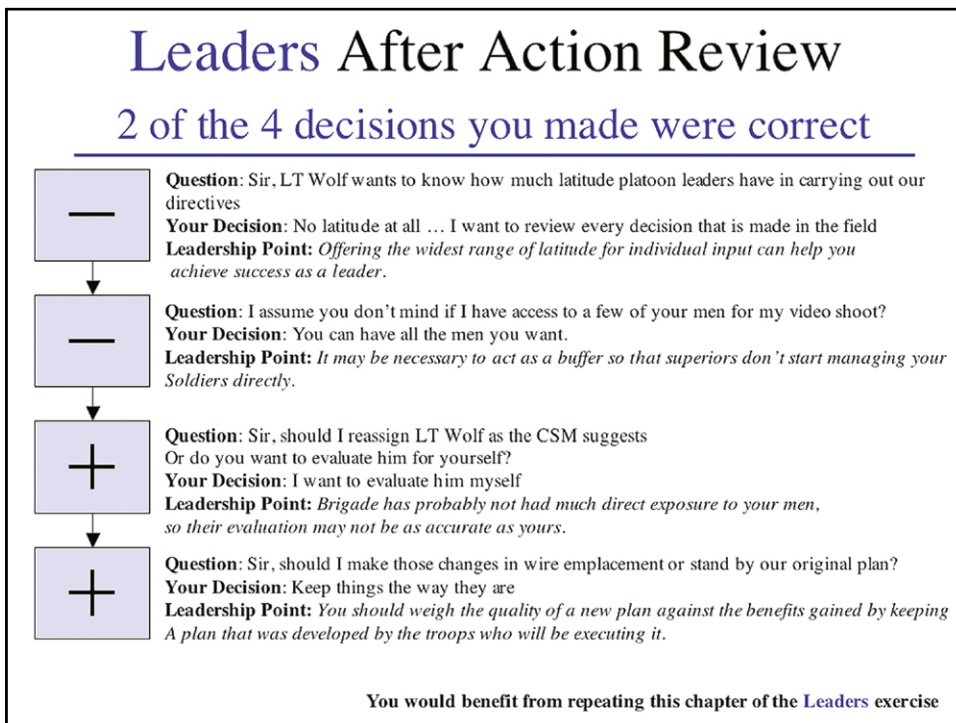 Leaders After Action Review
2 of the 4 decisions you made were correct
Question: Sir, LT Wolf wants to know how much latitude platoon leaders have in carrying out our
directives
Your Decision: No latitude at all … I want to review every decision that is made in the field
Leadership Point: Offering the widest range of latitude for individual input can help you
achieve success as a leader.
Question: I assume you don't mind if I have access to a few of your men for my video shoot?
Your Decision: You can have all the men you want.
Leadership Point: It may be necessary to act as a buffer so that superiors don't start managing your
Soldiers directly.
Question: Sir, should I reassign LT Wolf as the CSM suggests
Or do you want to evaluate him for yourself?
Your Decision: I want to evaluate him myself
Leadership Point: Brigade has probably not had much direct exposure to your men,
so their evaluation may not be as accurate as yours.
Question: Sir, should I make those changes in wire emplacement or stand by our original plan?
Your Decision: Keep things the way they are
Leadership Point: You should weigh the quality of a new plan against the benefits gained by keeping
A plan that was developed by the troops who will be executing it.
You would benefit from repeating this chapter of the Leaders exercise